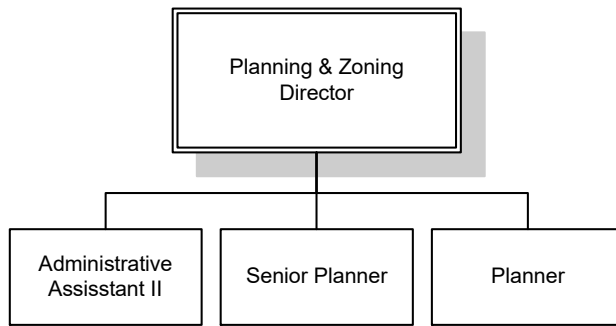 Planning & Zoning
Director
Administrative
Assisstant II
Senior Planner
Planner